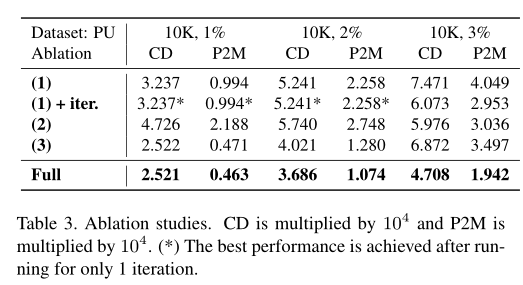 Dataset: PU 10K, 1% 10K, 2% 10K, 3%
Ablation CD P2M CD P2M CD P2M
(1) 3.237 0.994 5.241 2.258 7.471 4.049
(1) + iter. 3.237* 0.994* 5.241* 2.258* 6.073 2.953
(2) 4.726 2.188 5.740 2.748 5.976 3.036
(3) 2.522 0.471 4.021 1.280 6.872 3.497
Full 2.521 0.463 3.686 1.074 4.708 1.942
Table 3. Ablation studies. CD is multiplied by 10⁴ and P2M is
multiplied by 10⁴. (*) The best performance is achieved after run-
ning for only 1 iteration.